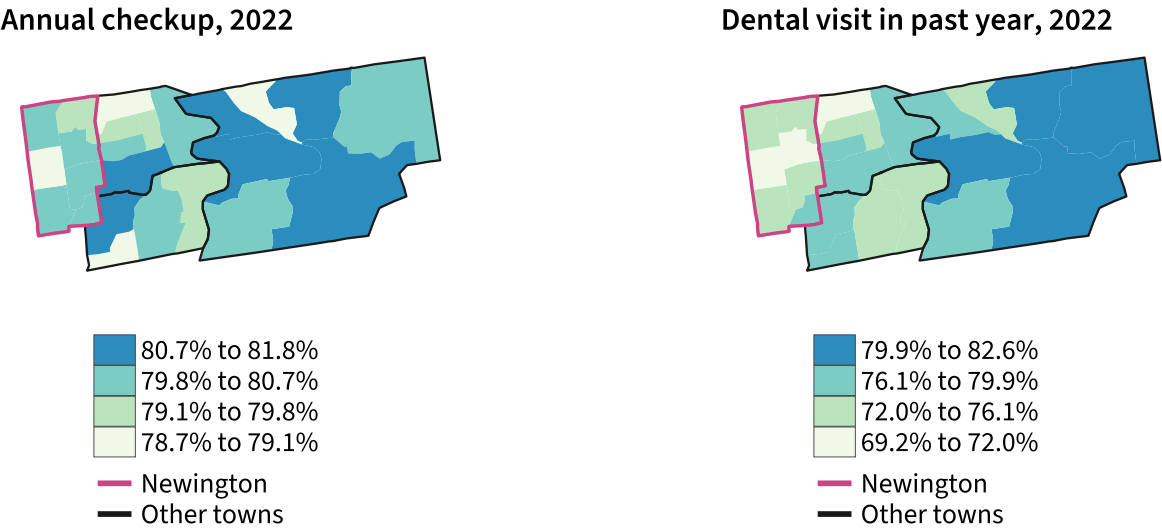 Annual checkup, 2022
80.7% to 81.8%
79.8% to 80.7%
79.1% to 79.8%
78.7% to 79.1%
Newington
Other towns
Dental visit in past year, 2022
79.9% to 82.6%
76.1% to 79.9%
72.0% to 76.1%
69.2% to 72.0%
Newington
Other towns